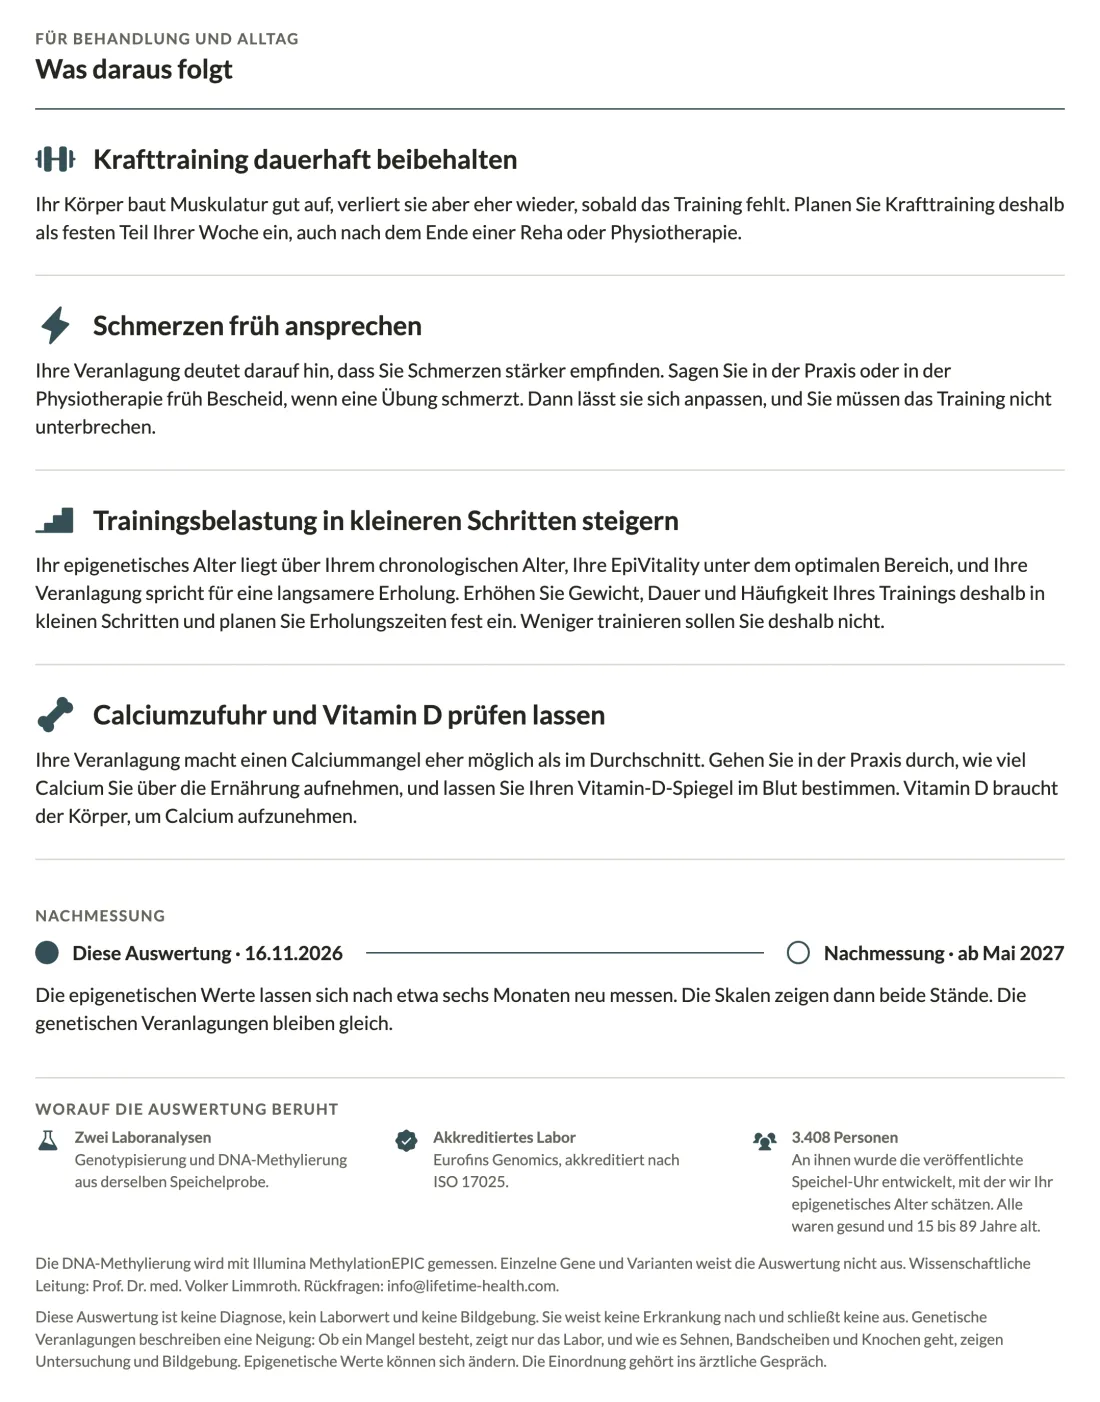 FÜR BEHANDLUNG UND ALLTAG
Was daraus folgt
Krafttraining dauerhaft beibehalten
Ihr Körper baut Muskulatur gut auf, verliert sie aber eher wieder, sobald das Training fehlt. Planen Sie Krafttraining deshalb
als festen Teil Ihrer Woche ein, auch nach dem Ende einer Reha oder Physiotherapie.
Schmerzen früh ansprechen
Ihre Veranlagung deutet darauf hin, dass Sie Schmerzen stärker empfinden. Sagen Sie in der Praxis oder in der
Physiotherapie früh Bescheid, wenn eine Übung schmerzt. Dann lässt sie sich anpassen, und Sie müssen das Training nicht
unterbrechen.
Trainingsbelastung in kleineren Schritten steigern
Ihr epigenetisches Alter liegt über Ihrem chronologischen Alter, Ihre EpiVitality unter dem optimalen Bereich, und Ihre
Veranlagung spricht für eine langsamere Erholung. Erhöhen Sie Gewicht, Dauer und Häufigkeit Ihres Trainings deshalb in
kleinen Schritten und planen Sie Erholungszeiten fest ein. Weniger trainieren sollen Sie deshalb nicht.
Calciumzufuhr und Vitamin D prüfen lassen
Ihre Veranlagung macht einen Calciummangel eher möglich als im Durchschnitt. Gehen Sie in der Praxis durch, wie viel
Calcium Sie über die Ernährung aufnehmen, und lassen Sie Ihren Vitamin-D-Spiegel im Blut bestimmen. Vitamin D braucht
der Körper, um Calcium aufzunehmen.
NACHMESSUNG
Diese Auswertung · 16.11.2026
Nachmessung · ab Mai 2027
Die epigenetischen Werte lassen sich nach etwa sechs Monaten neu messen. Die Skalen zeigen dann beide Stände. Die
genetischen Veranlagungen bleiben gleich.
WORAUF DIE AUSWERTUNG BERUHT
Zwei Laboranalysen
Genotypisierung und DNA-Methylierung
aus derselben Speichelprobe.
Akkreditiertes Labor
Eurofins Genomics, akkreditiert nach
ISO 17025.
3.408 Personen
An ihnen wurde die veröffentlichte
Speichel-Uhr entwickelt, mit der wir Ihr
epigenetisches Alter schätzen. Alle
waren gesund und 15 bis 89 Jahre alt.
Die DNA-Methylierung wird mit Illumina MethylationEPIC gemessen. Einzelne Gene und Varianten weist die Auswertung nicht aus. Wissenschaftliche
Leitung: Prof. Dr. med. Volker Limmroth. Rückfragen: info@lifetime-health.com.
Diese Auswertung ist keine Diagnose, kein Laborwert und keine Bildgebung. Sie weist keine Erkrankung nach und schließt keine aus. Genetische
Veranlagungen beschreiben eine Neigung: Ob ein Mangel besteht, zeigt nur das Labor, und wie es Sehnen, Bandscheiben und Knochen geht, zeigen
Untersuchung und Bildgebung. Epigenetische Werte können sich ändern. Die Einordnung gehört ins ärztliche Gespräch.